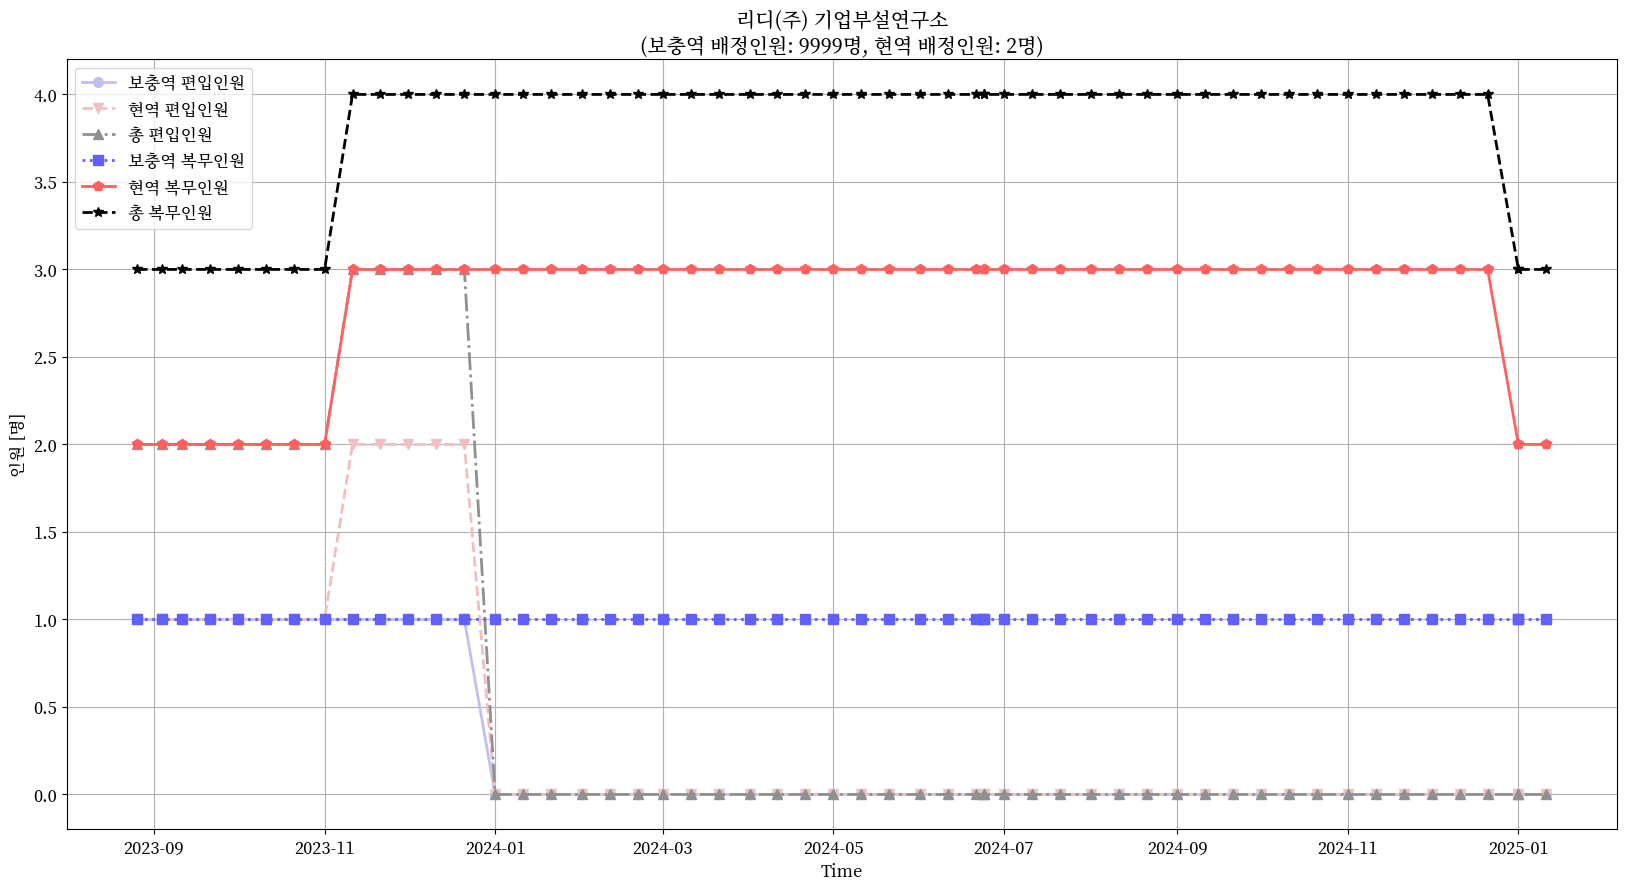 리디(주) 기업부설연구소
(보충역 배정인원: 9999명, 현역 배정인원: 2명)
보충역 편입인원
현역 편입인원
총 편입인원
보충역 복무인원
현역 복무인원
총 복무인원
4.0
3.5
3.0
2.5
2.0
1.5
1.0
0.5
0.0
인원 [명]
2023-09 2023-11 2024-01 2024-03 2024-05 2024-07 2024-09 2024-11 2025-01
Time